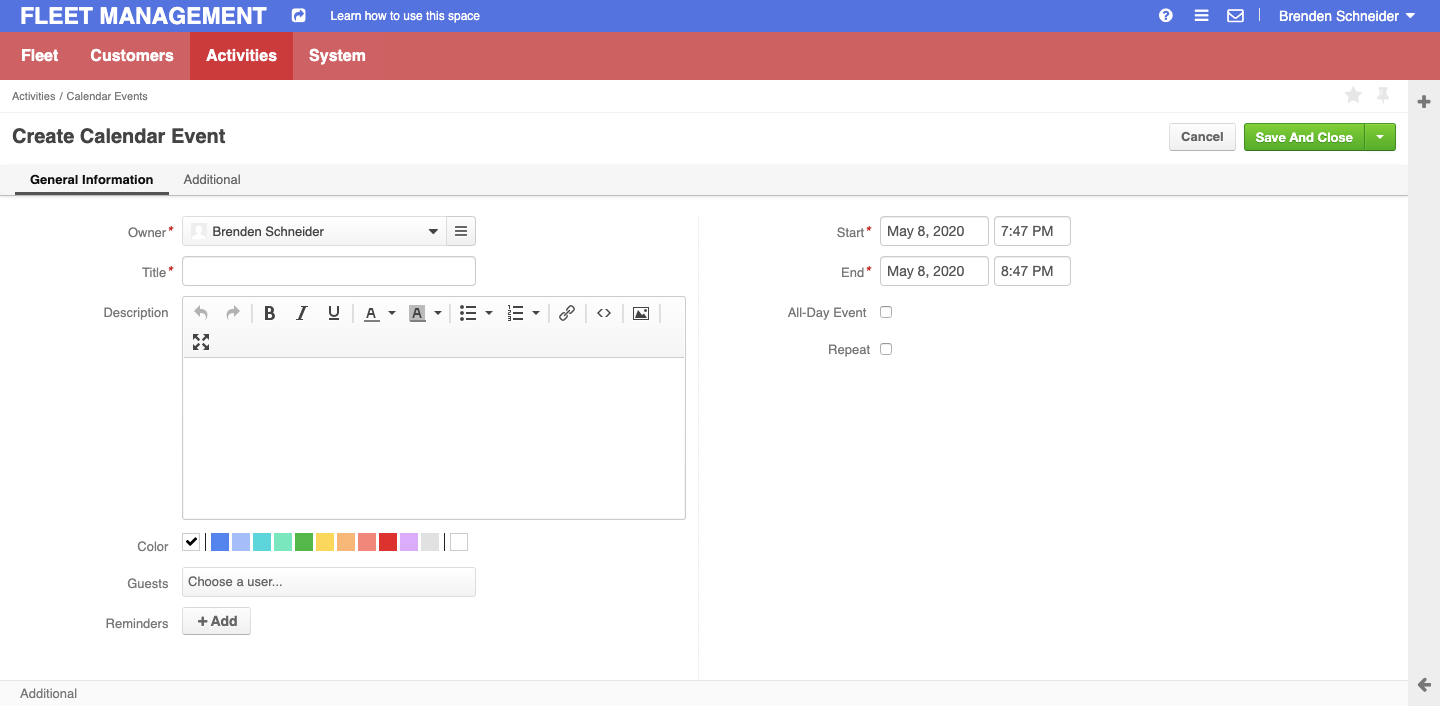 FLEET MANAGEMENT Learn how to use this space Brenden Schneider
Fleet Customers Activities System
Activities / Calendar Events
Create Calendar Event Cancel Save And Close
General Information Additional
Owner* Brenden Schneider Start* May 8, 2020 7:47 PM
Title* End* May 8, 2020 8:47 PM
Description B I U A A All-Day Event
Repeat
Color
Guests Choose a user...
Reminders + Add
Additional